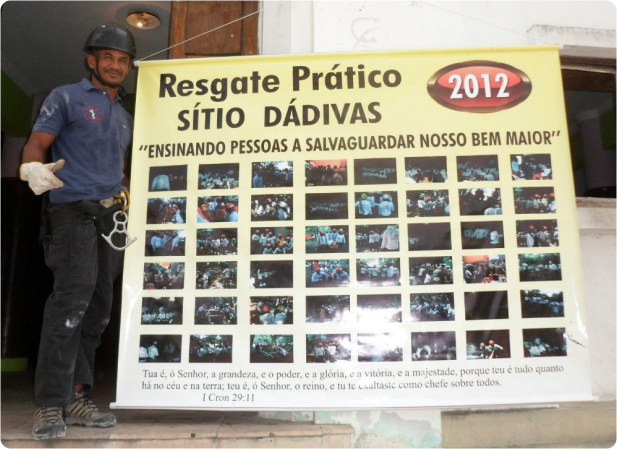 Resgate Prático
2012
SÍTIO DÁDIVAS
"ENSINANDO PESSOAS A SALVAGUARDAR NOSSO BEM MAIOR"
Tua é, ó Senhor, a grandeza, e o poder, e a glória, e a vitória, e a majestade, porque teu é tudo quanto
há no céu e na terra; teu é, ó Senhor, o reino, e tu te exaltaste como chefe sobre todos.
I Cron 29:11